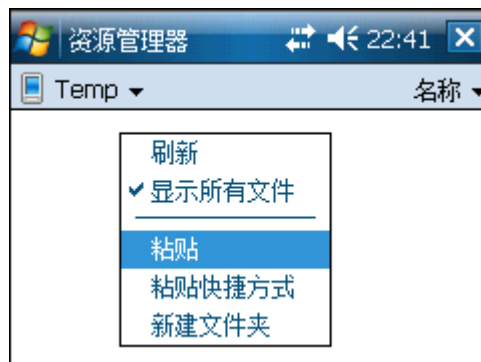 资源管理器 22:41
Temp 名称
刷新
显示所有文件
粘贴
粘贴快捷方式
新建文件夹